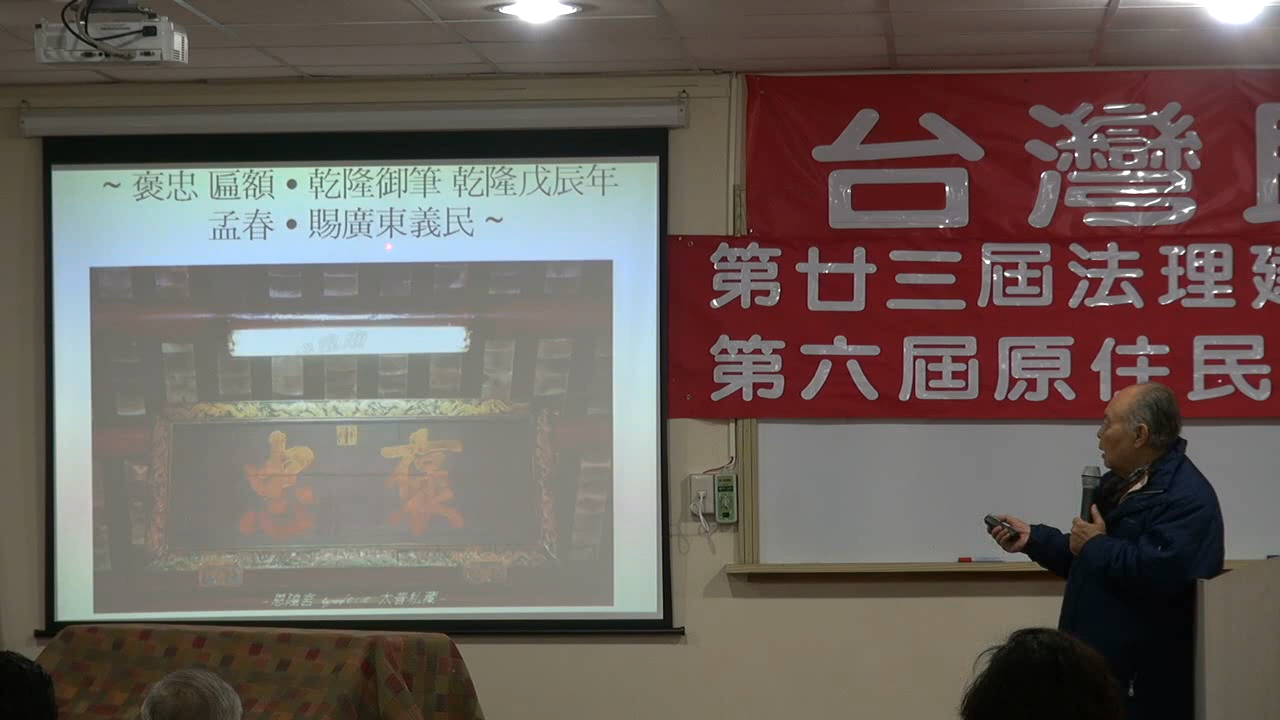 ~ 褒忠 匾額•乾隆御筆 乾隆戊辰年
孟春•賜廣東義民 ~
褒忠
台灣
第廿三屆法理建
第六屆原住民